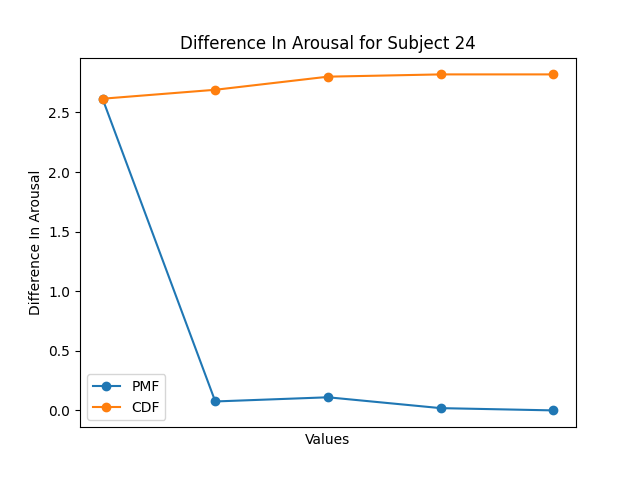 Difference In Arousal for Subject 24
Difference In Arousal
2.5
2.0
1.5
1.0
0.5
0.0
PMF
CDF
Values